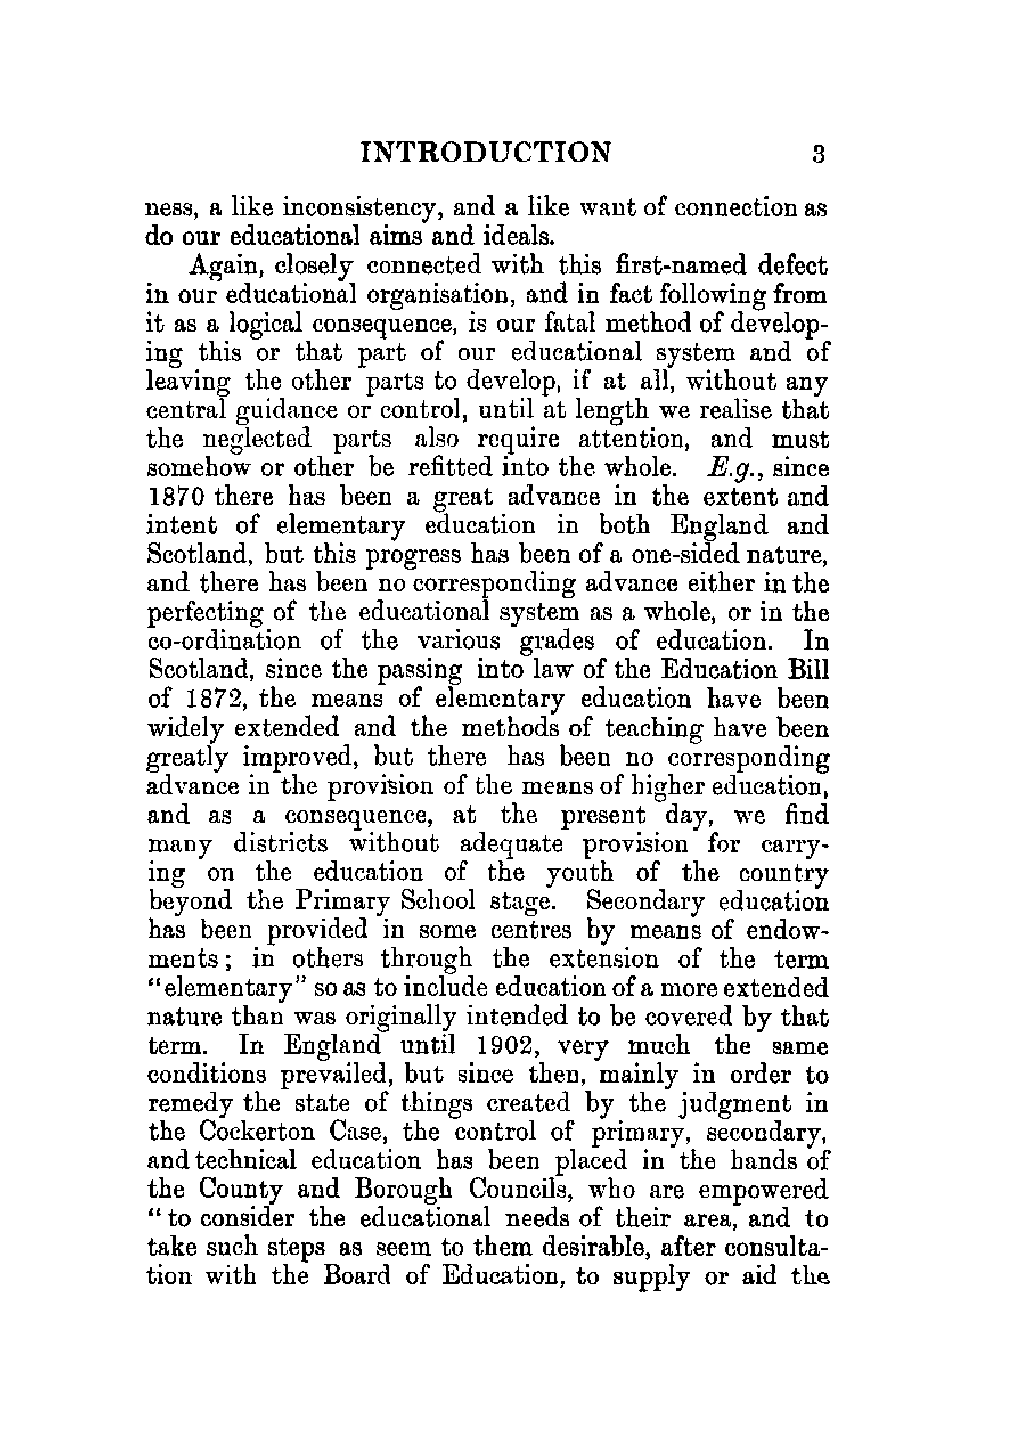 INTRODUCTION 3
ness, a like inconsistency, and a like want of connection as
do our educational aims and ideals.
Again, closely connected with this first-named defect
in our educational organisation, and in fact following from
it as a logical consequence, is our fatal method of develop-
ing this or that part of our educational system and of
leaving the other parts to develop, if at all, without any
central guidance or control, until at length we realise that
the neglected parts also require attention, and must
somehow or other be refitted into the whole. E.g., since
1870 there has been a great advance in the extent and
intent of elementary education in both England and
Scotland, but this progress has been of a one-sided nature,
and there has been no corresponding advance either in the
perfecting of the educational system as a whole, or in the
co-ordination of the various grades of education. In
Scotland, since the passing into law of the Education Bill
of 1872, the means of elementary education have been
widely extended and the methods of teaching have been
greatly improved, but there has been no corresponding
advance in the provision of the means of higher education,
and as a consequence, at the present day, we find
many districts without adequate provision for carry-
ing on the education of the youth of the country
beyond the Primary School stage. Secondary education
has been provided in some centres by means of endow-
ments; in others through the extension of the term
"elementary" so as to include education of a more extended
nature than was originally intended to be covered by that
term. In England until 1902, very much the same
conditions prevailed, but since then, mainly in order to
remedy the state of things created by the judgment in
the Cockerton Case, the control of primary, secondary,
and technical education has been placed in the hands of
the County and Borough Councils, who are empowered
"to consider the educational needs of their area, and to
take such steps as seem to them desirable, after consulta-
tion with the Board of Education, to supply or aid the